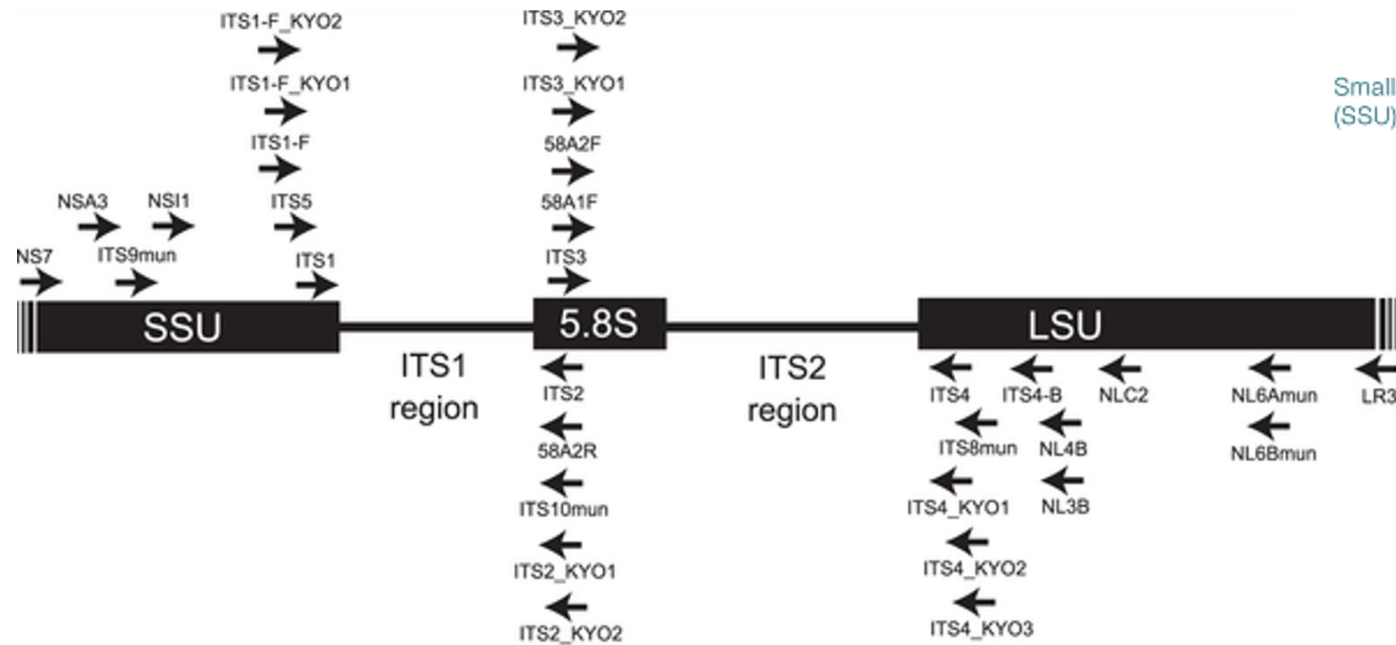 ITS1-F_KYO2
ITS3_KYO2
ITS1-F_KYO1
ITS3_KYO1
Small
(SSU)
ITS1-F
58A2F
NSA3
NSI1
ITS5
58A1F
NS7
ITS9mun
ITS1
ITS3
SSU
5.8S
LSU
ITS1
region
ITS2
region
ITS2
ITS4
ITS4-B
NLC2
NL6Amun
LR3
58A2R
ITS8mun
NL4B
NL6Bmun
ITS10mun
ITS4_KYO1
NL3B
ITS2_KYO1
ITS4_KYO2
ITS2_KYO2
ITS4_KYO3